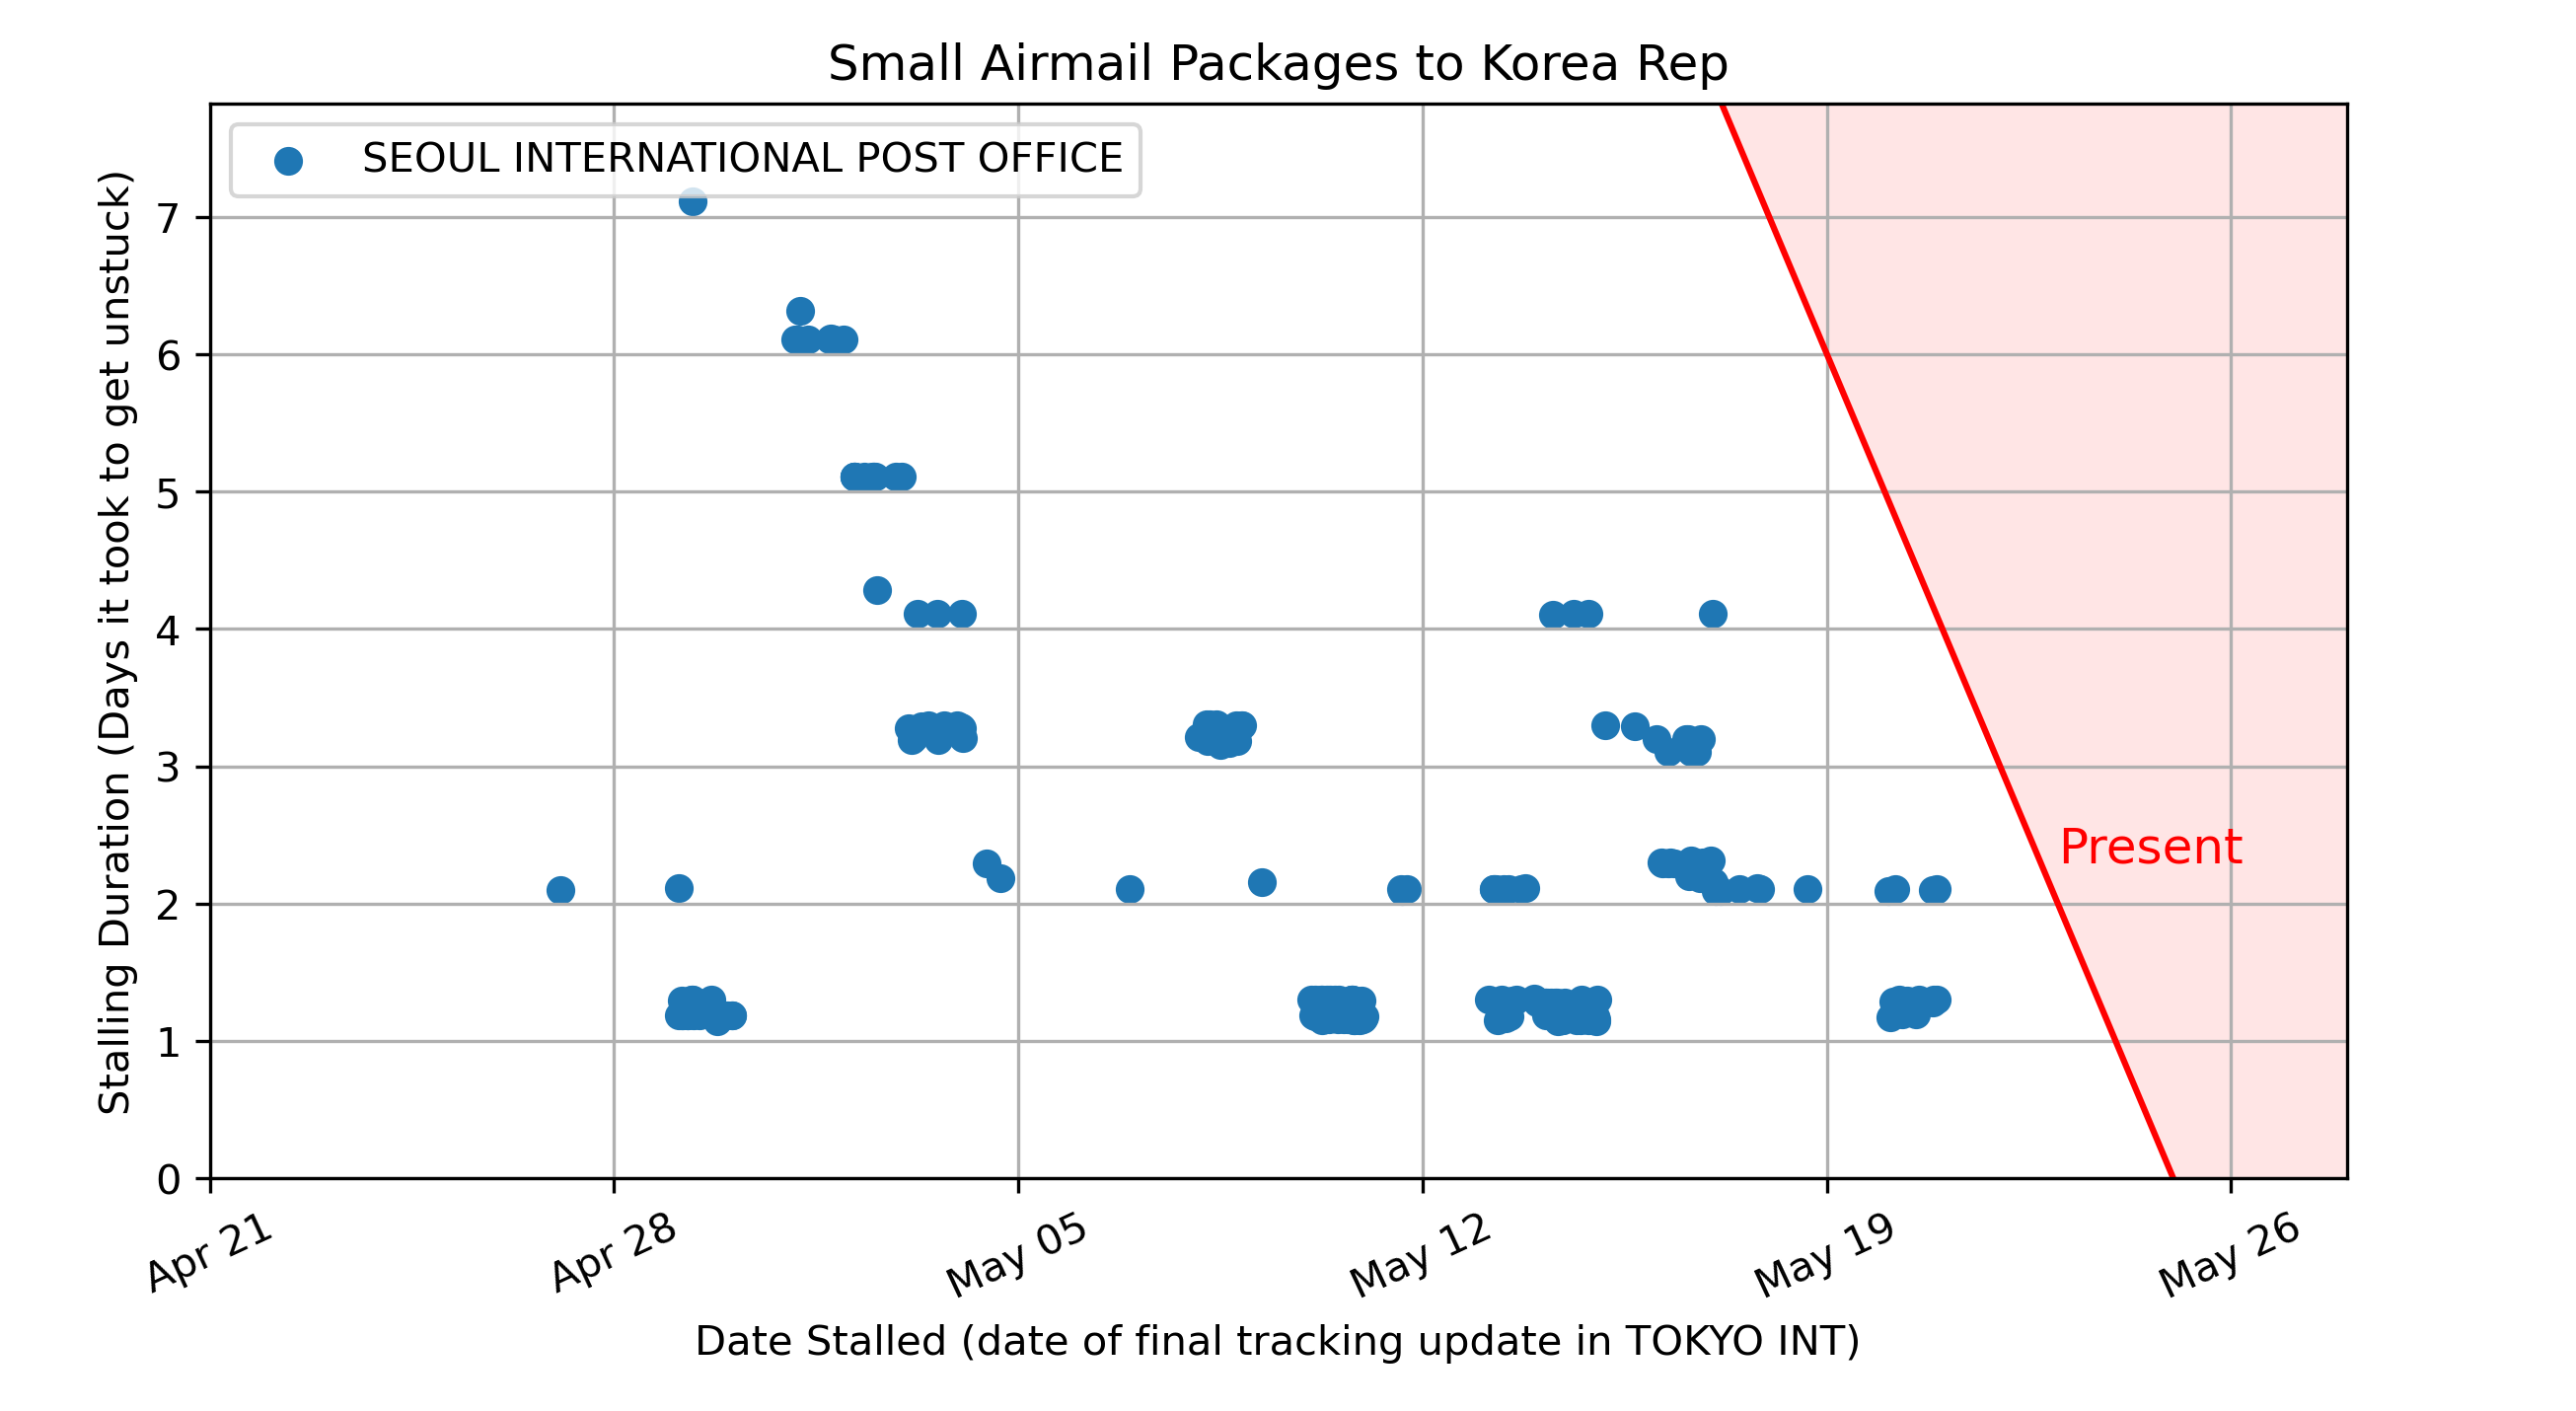 Small Airmail Packages to Korea Rep
SEOUL INTERNATIONAL POST OFFICE
Stalling Duration (Days it took to get unstuck)
7
6
5
4
3
2
1
0
Present
Apr 21
Apr 28
May 05
May 12
May 19
May 26
Date Stalled (date of final tracking update in TOKYO INT)